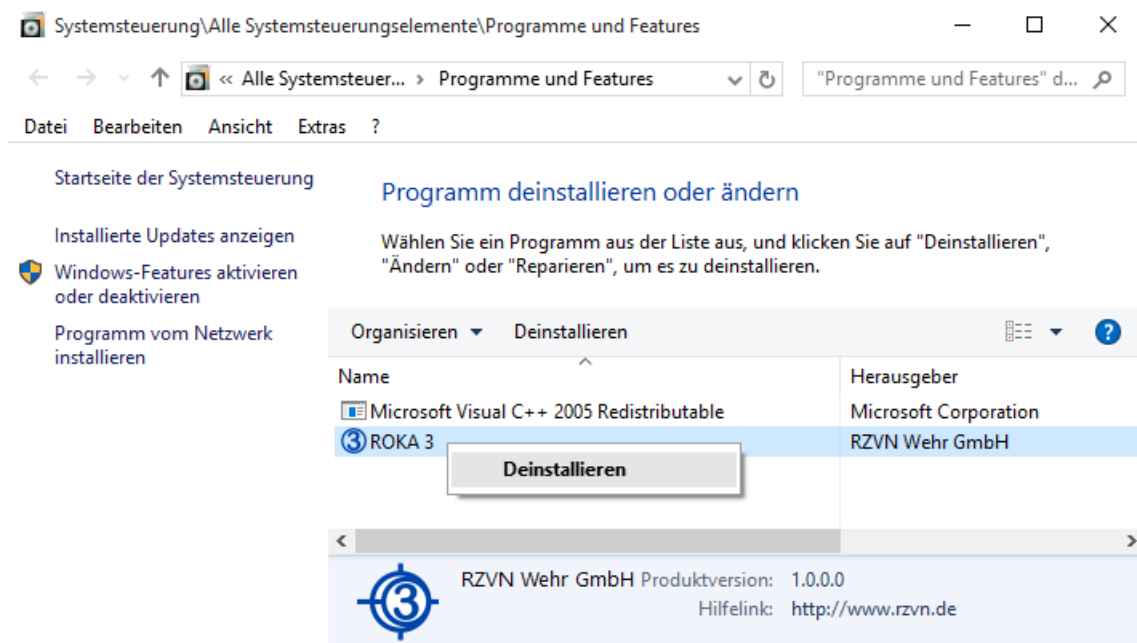 Systemsteuerung\Alle Systemsteuerungselemente\Programme und Features
« Alle Systemsteuer... › Programme und Features
"Programme und Features" d...
Datei Bearbeiten Ansicht Extras ?
Startseite der Systemsteuerung
Installierte Updates anzeigen
Windows-Features aktivieren
oder deaktivieren
Programm vom Netzwerk
installieren
Programm deinstallieren oder ändern
Wählen Sie ein Programm aus der Liste aus, und klicken Sie auf "Deinstallieren",
"Ändern" oder "Reparieren", um es zu deinstallieren.
Organisieren Deinstallieren ?
Name Herausgeber
Microsoft Visual C++ 2005 Redistributable Microsoft Corporation
3 ROKA 3 RZVN Wehr GmbH
Deinstallieren
3
RZVN Wehr GmbH Produktversion: 1.0.0.0
Hilfelink: http://www.rzvn.de